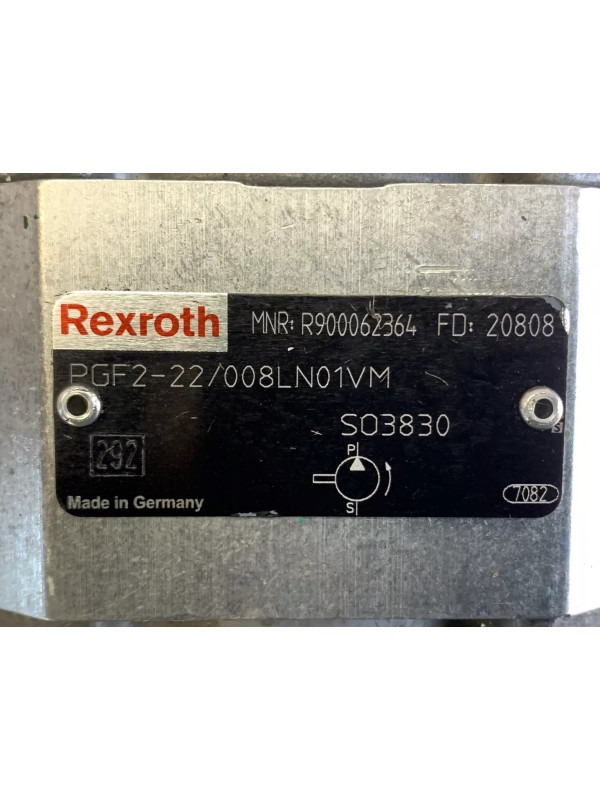 Rexroth MNR: R900062364 FD: 20808
PGF2-22/008LN01VM
SO3830
P
292
S
Made in Germany
7082
S